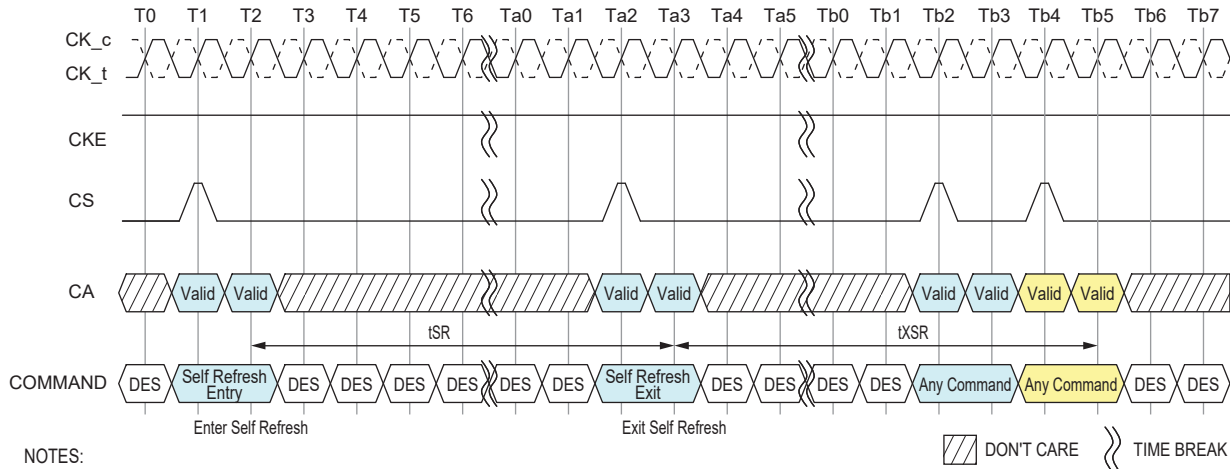 T0 T1 T2 T3 T4 T5 T6 Ta0 Ta1 Ta2 Ta3 Ta4 Ta5 Tb0 Tb1 Tb2 Tb3 Tb4 Tb5 Tb6 Tb7
CK_c
CK_t
CKE
CS
CA Valid Valid Valid Valid Valid Valid Valid Valid
tSR tXSR
COMMAND DES Self Refresh Entry DES DES DES DES DES DES Self Refresh Exit DES DES DES DES Any Command Any Command DES DES
Enter Self Refresh Exit Self Refresh
NOTES: DON'T CARE TIME BREAK